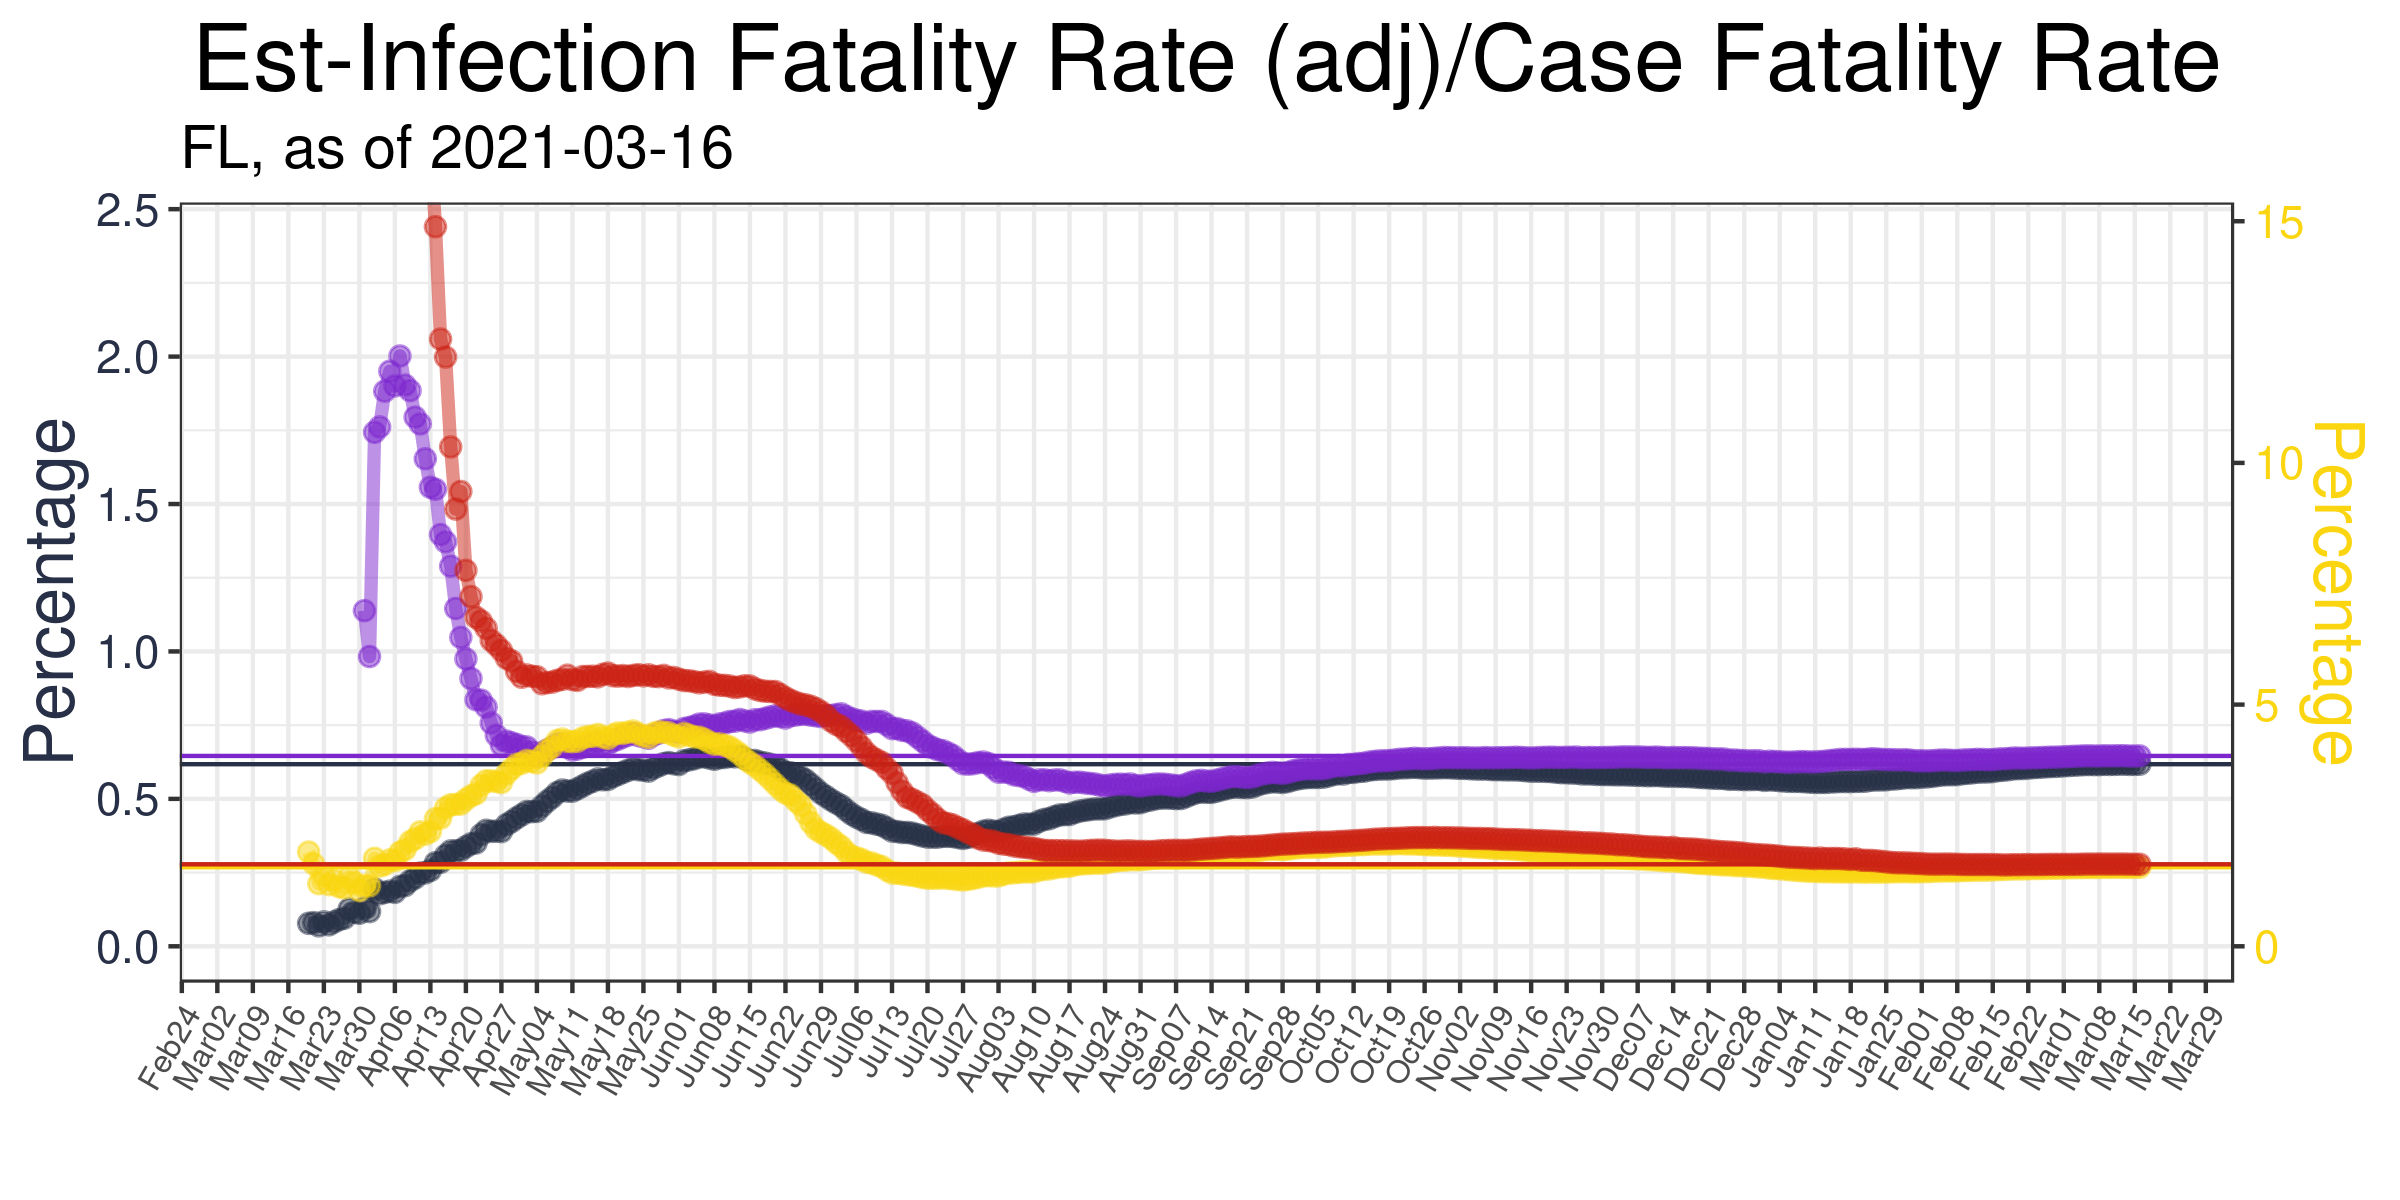 Est-Infection Fatality Rate (adj)/Case Fatality Rate
FL, as of 2021-03-16
Percentage
2.5
2.0
1.5
1.0
0.5
0.0
15
10
5
0
Percentage
Feb24
Mar02
Mar09
Mar16
Mar23
Mar30
Apr06
Apr13
Apr20
Apr27
May04
May11
May18
May25
Jun01
Jun08
Jun15
Jun22
Jun29
Jul06
Jul13
Jul20
Jul27
Aug03
Aug10
Aug17
Aug24
Aug31
Sep07
Sep14
Sep21
Sep28
Oct05
Oct12
Oct19
Oct26
Nov02
Nov09
Nov16
Nov23
Nov30
Dec07
Dec14
Dec21
Dec28
Jan04
Jan11
Jan18
Jan25
Feb01
Feb08
Feb15
Feb22
Mar01
Mar08
Mar15
Mar22
Mar29